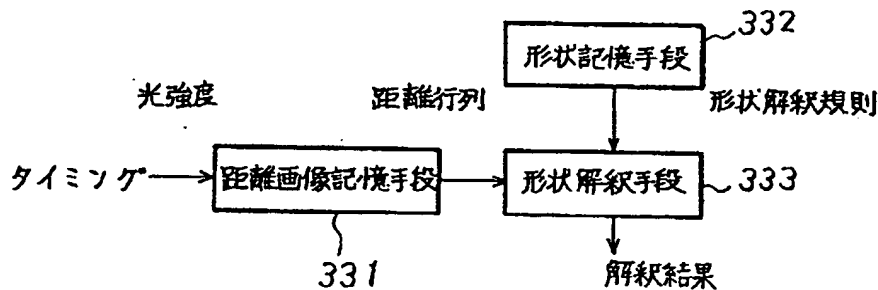 332
形状記憶手段
光強度
距離行列
形状解釈規則
タイミング
距離画像記憶手段
形状解釈手段
333
331
解釈結果